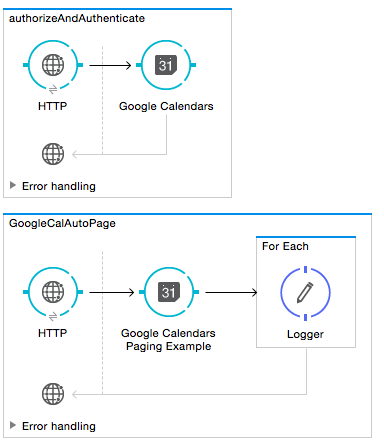 authorizeAndAuthenticate
31
HTTP
Google Calendars
Error handling
GoogleCalAutoPage
For Each
31
HTTP
Google Calendars
Paging Example
Logger
Error handling